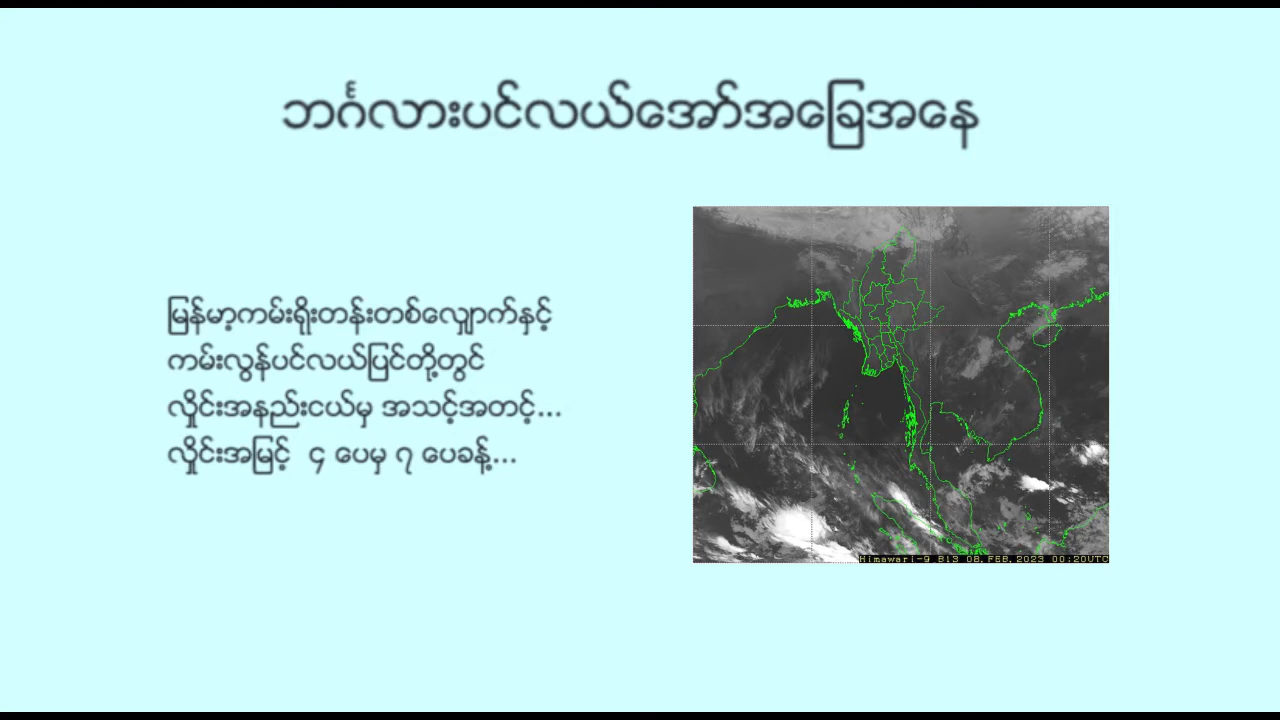 ဘင်္ဂလားပင်လယ်အော်အခြေအနေ
မြန်မာ့ကမ်းရိုးတန်းတစ်လျှောက်နှင့်
ကမ်းလွန်ပင်လယ်ပြင်တို့တွင်
လှိုင်းအနည်းငယ်မှ အသင့်အတင့်...
လှိုင်းအမြင့် ၄ ပေမှ ၇ ပေခန့်...
Himawari-9 B13 08.FEB.2023 00:20UTC